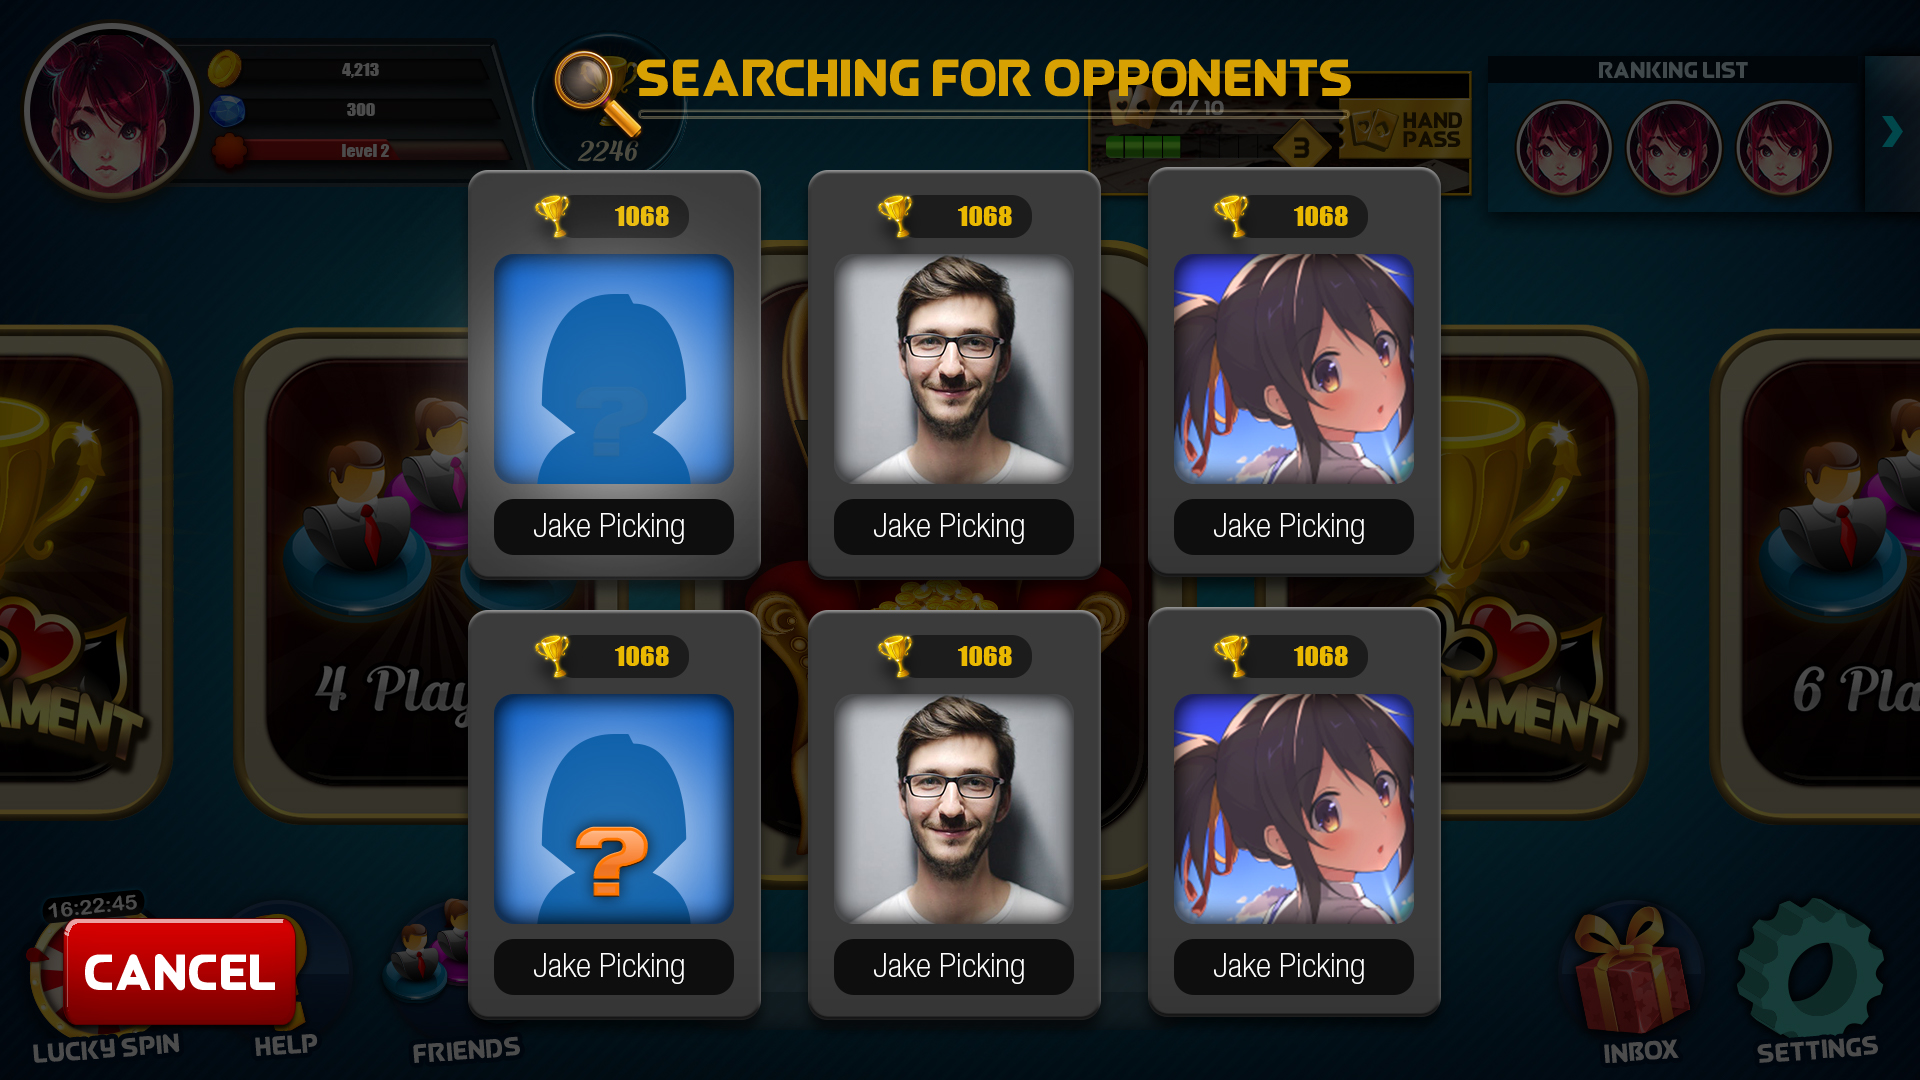 SEARCHING FOR OPPONENTS
4,213
300
level 2
2246
4/10
3
HAND
PASS
RANKING LIST
1068
1068
1068
Jake Picking
Jake Picking
Jake Picking
1068
1068
1068
Jake Picking
Jake Picking
Jake Picking
4 Play
6 Pla
AMENT
NAMENT
16:22:45
CANCEL
LUCKY SPIN
HELP
FRIENDS
INBOX
SETTINGS